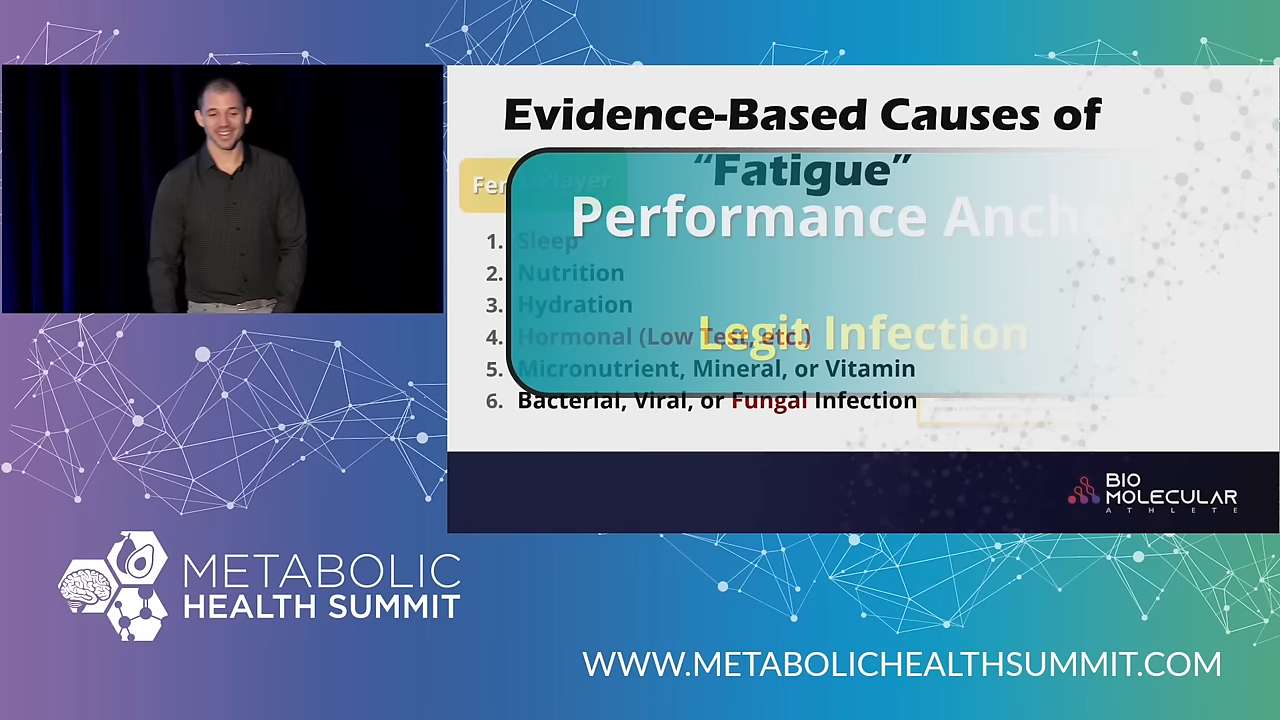 Evidence-Based Causes of
“Fatigue”
Performance
1. Sleep
2. Nutrition
3. Hydration
4. Hormonal (Low Test, etc.)
Legit Infection
5. Micronutrient, Mineral, or Vitamin
6. Bacterial, Viral, or Fungal Infection
BIO
MOLECULAR
ATHLETE
METABOLIC
HEALTH SUMMIT
WWW.METABOLICHEALTHSUMMIT.COM